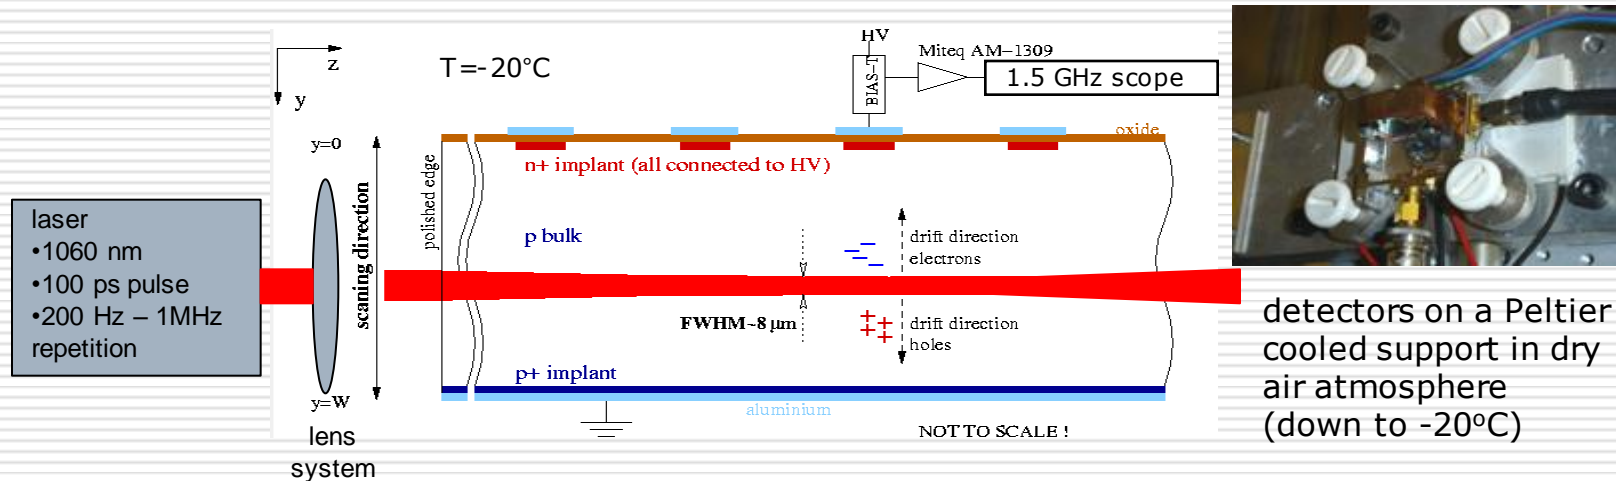 z
y
T=-20°C
HV
BIAS-T
Miteq AM-1309
1.5 GHz scope
y=0
oxide
n+ implant (all connected to HV)
polished edge
scaning direction
laser
•1060 nm
•100 ps pulse
•200 Hz – 1MHz
repetition
p bulk
drift direction
electrons
FWHM~8 μm
drift direction
holes
p+ implant
y=W
aluminium
NOT TO SCALE !
lens
system
detectors on a Peltier
cooled support in dry
air atmosphere
(down to -20°C)